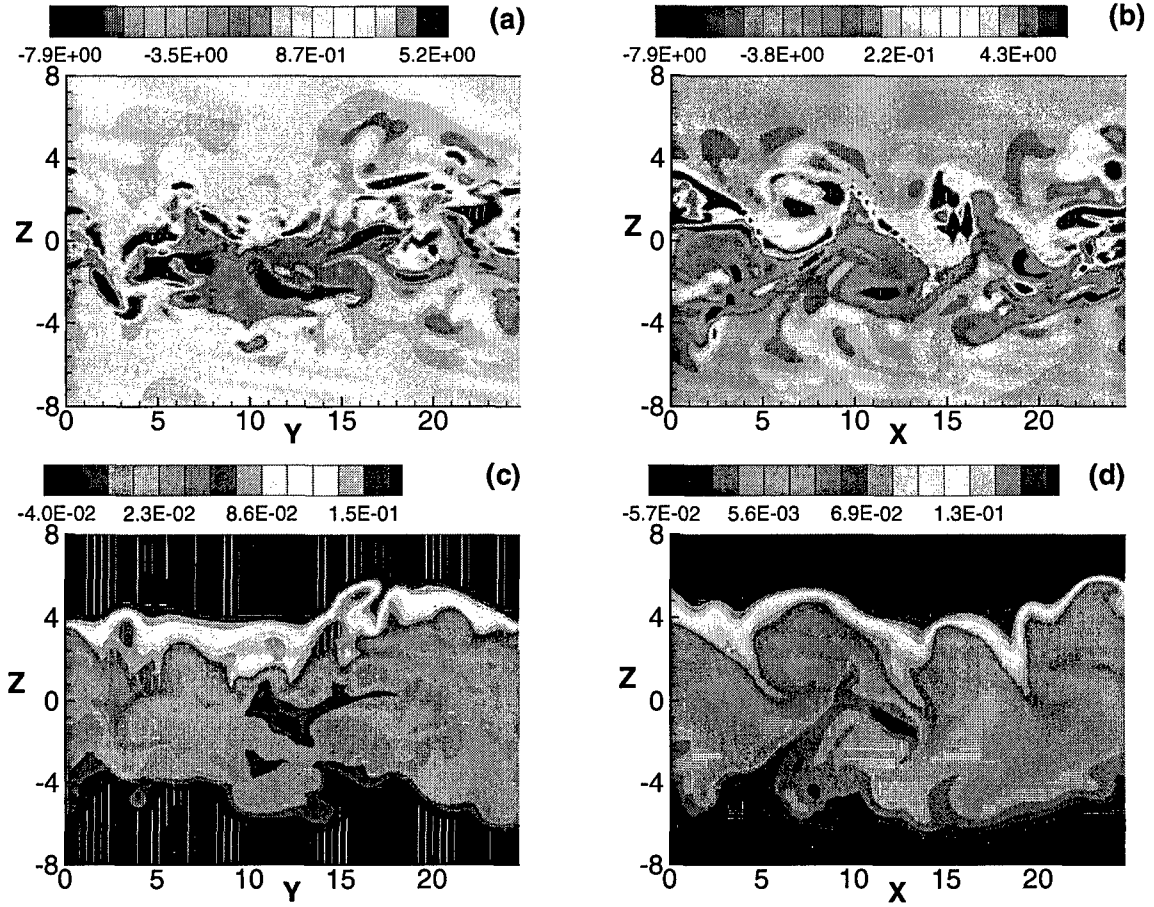 (a)
-7.9E+00 -3.5E+00 8.7E-01 5.2E+00
8
4
Z 0
-4
-8
0 5 10 15 20
Y
(b)
-7.9E+00 -3.8E+00 2.2E-01 4.3E+00
8
4
Z 0
-4
-8
0 5 10 15 20
X
(c)
-4.0E-02 2.3E-02 8.6E-02 1.5E-01
8
4
Z 0
-4
-8
0 5 10 15 20
Y
(d)
-5.7E-02 5.6E-03 6.9E-02 1.3E-01
8
4
Z 0
-4
-8
0 5 10 15 20
X